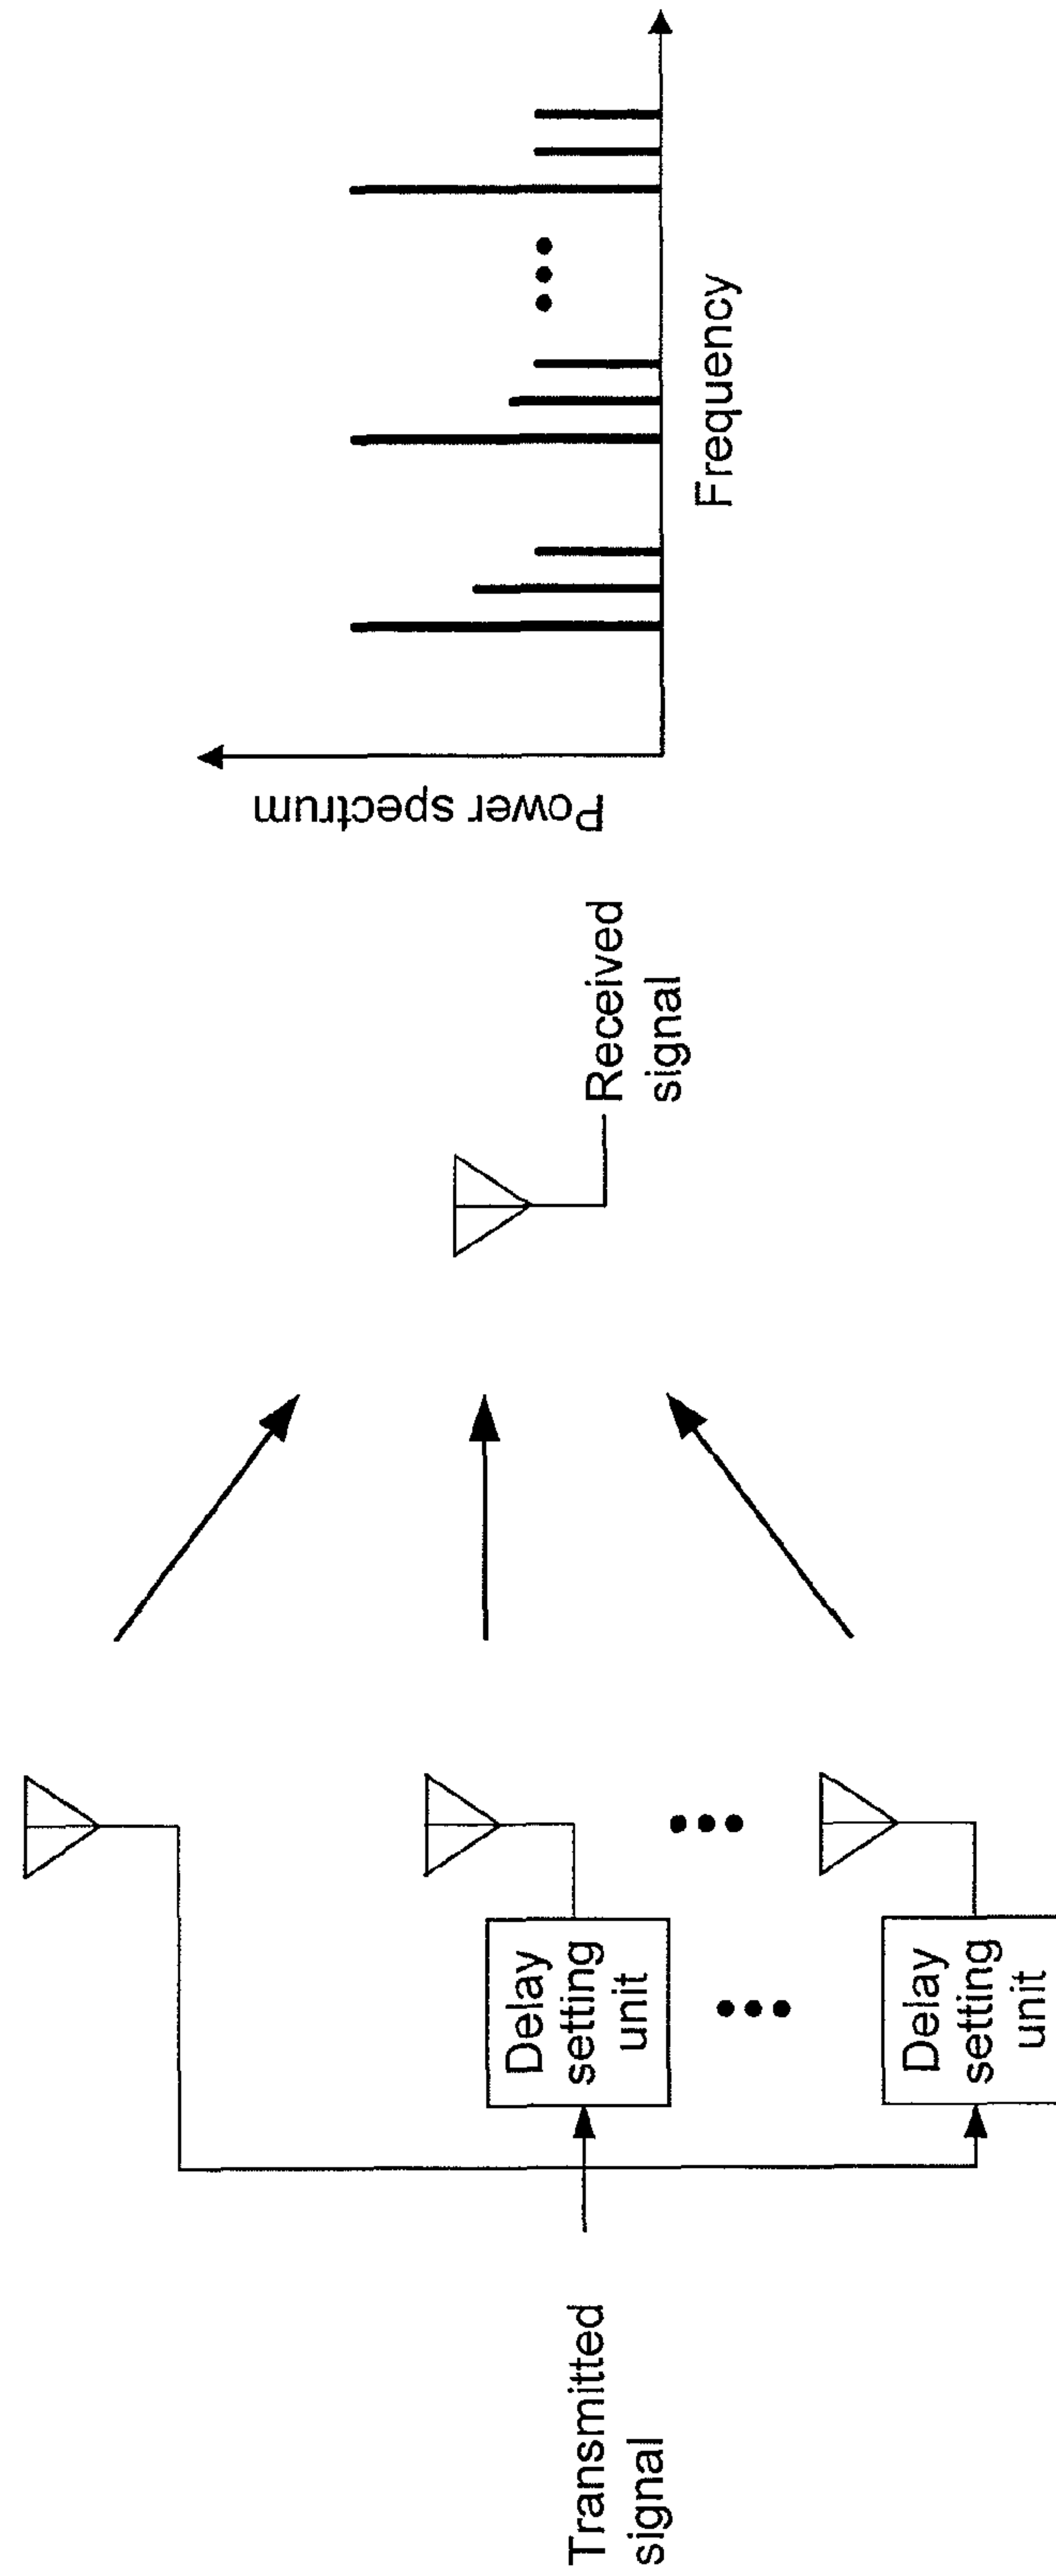 Transmitted
signal
Delay
setting
unit
Delay
setting
unit
Received
signal
Power spectrum
Frequency